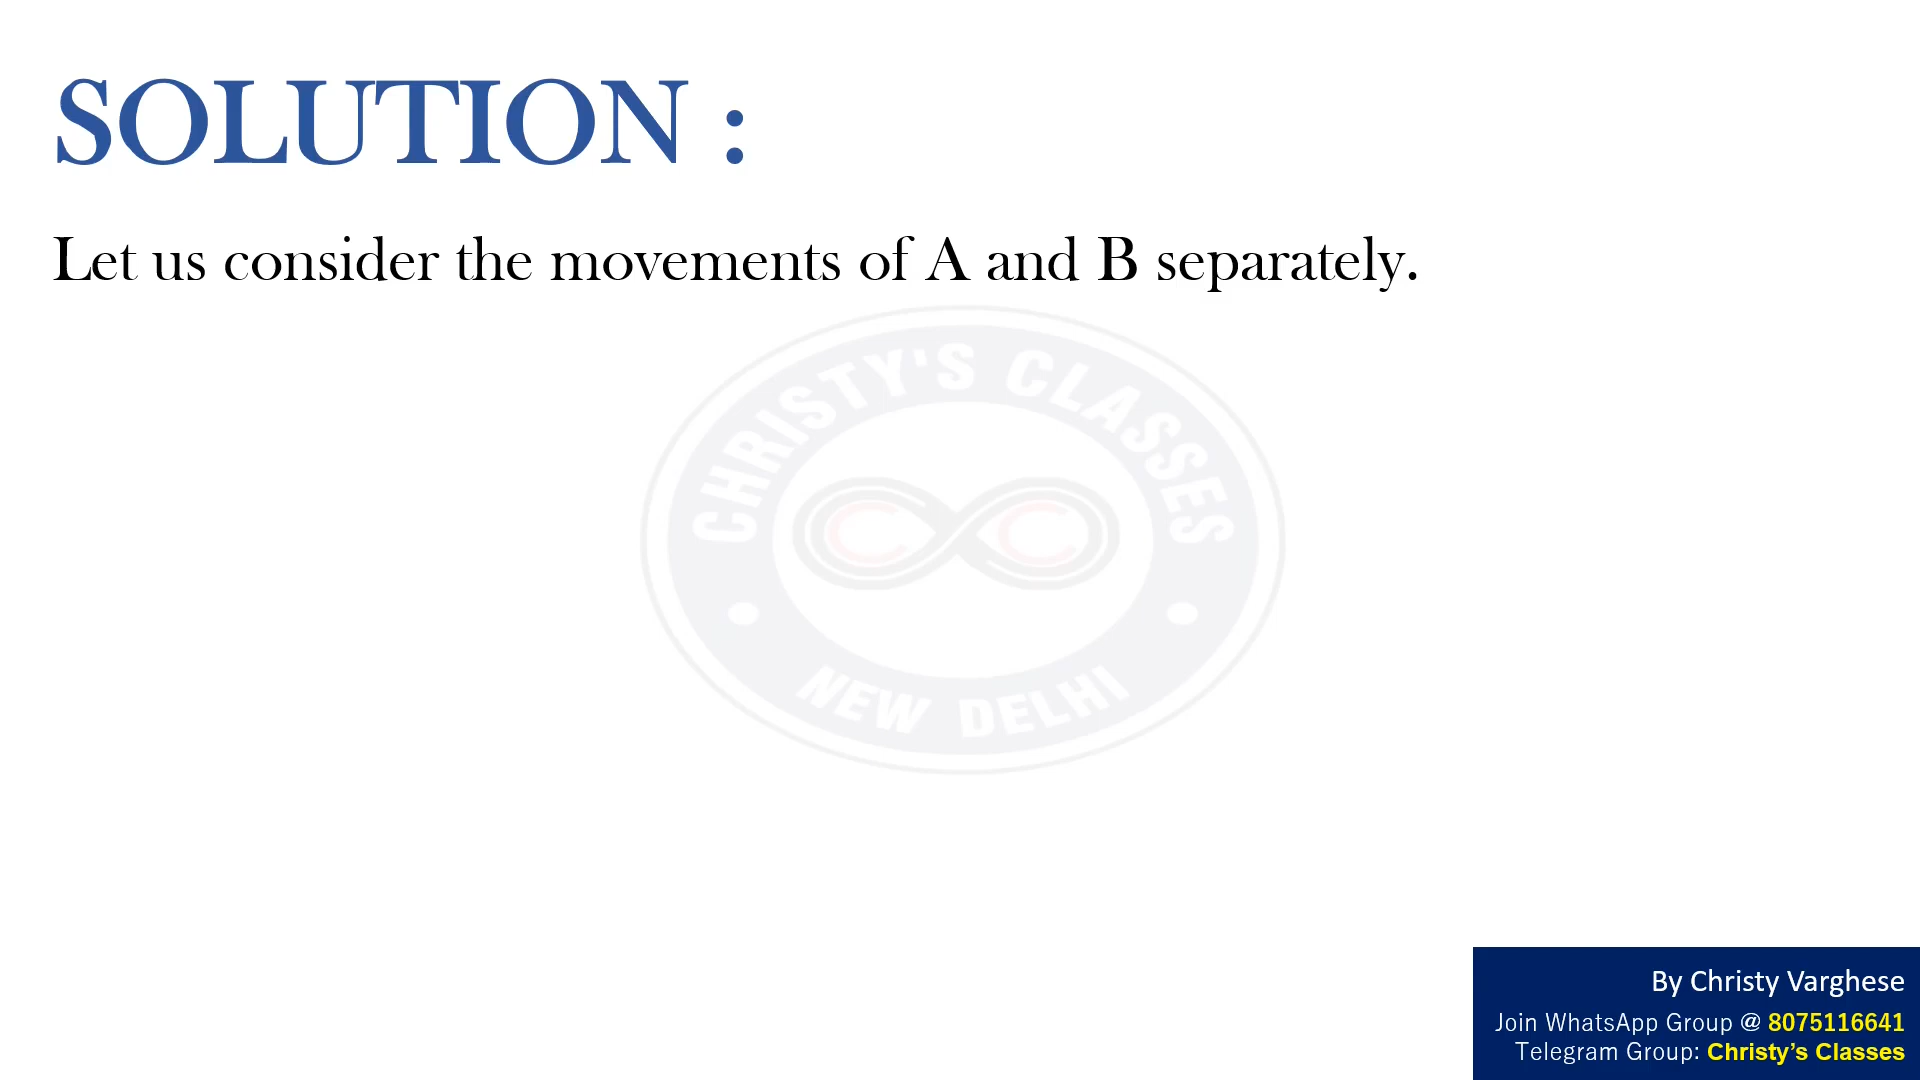 SOLUTION :
Let us consider the movements of A and B separately.
CHRISTY'S CLASSES
CC
NEW DELHI
By Christy Varghese
Join WhatsApp Group @ 8075116641
Telegram Group: Christy’s Classes